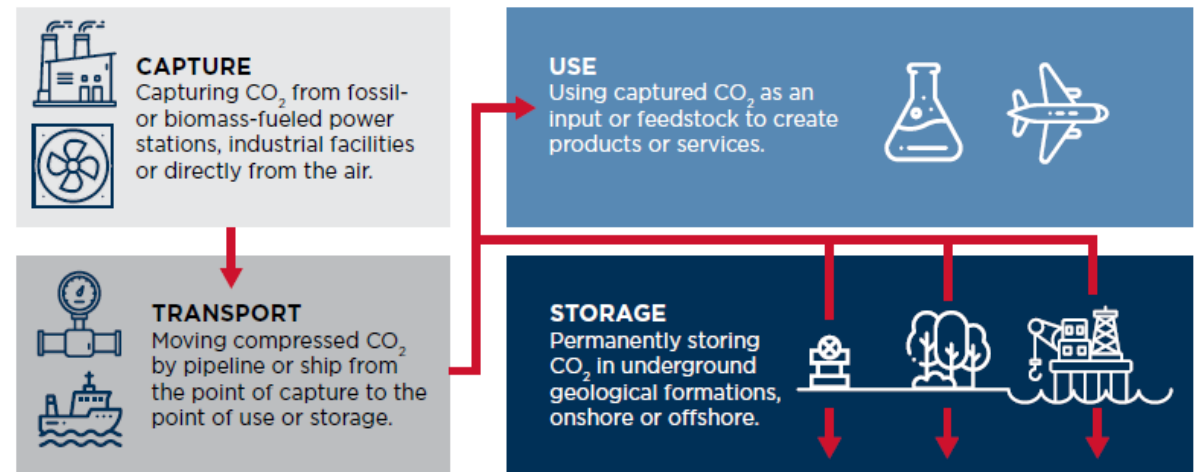 CAPTURE
Capturing CO₂ from fossil-
or biomass-fueled power
stations, industrial facilities
or directly from the air.
TRANSPORT
Moving compressed CO₂
by pipeline or ship from
the point of capture to the
point of use or storage.
USE
Using captured CO₂ as an
input or feedstock to create
products or services.
STORAGE
Permanently storing
CO₂ in underground
geological formations,
onshore or offshore.